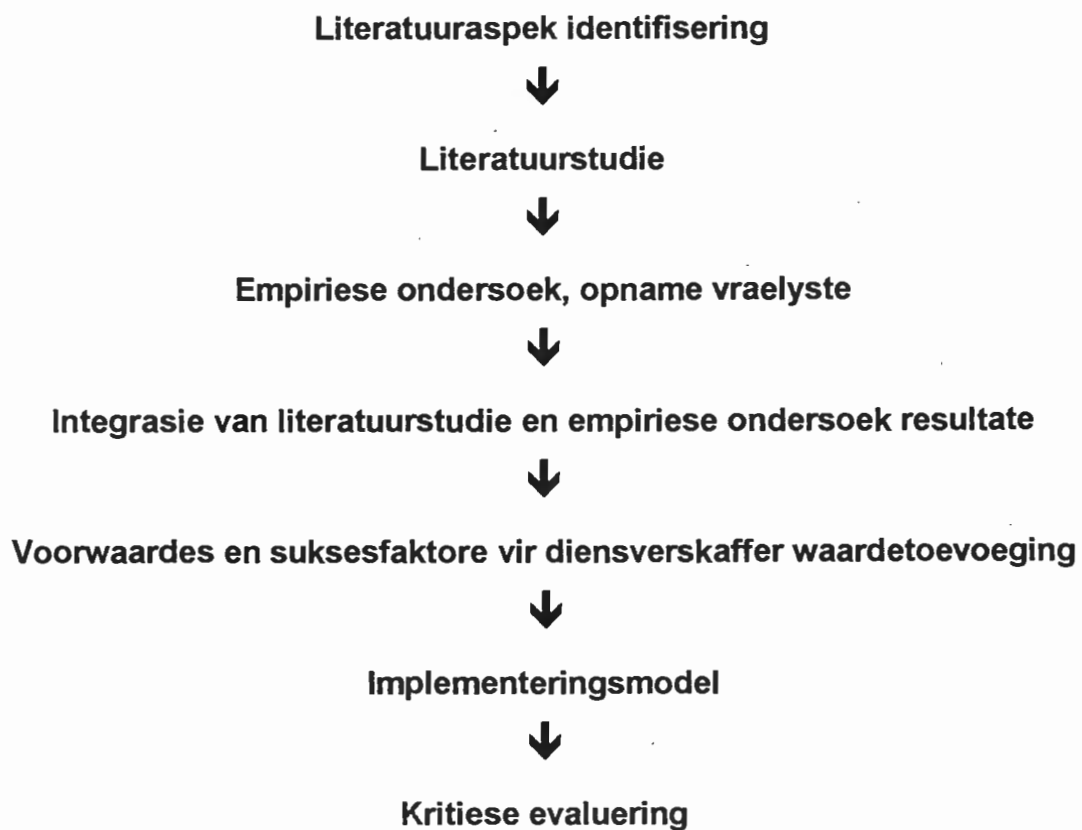 Literatuuraspek identifisering
Literatuurstudie
Empiriese ondersoek, opname vraelyste
Integrasie van literatuurstudie en empiriese ondersoek resultate
Voorwaardes en suksesfaktore vir diensverskaffer waardetoevoeging
Implementeringsmodel
Kritiese evaluering